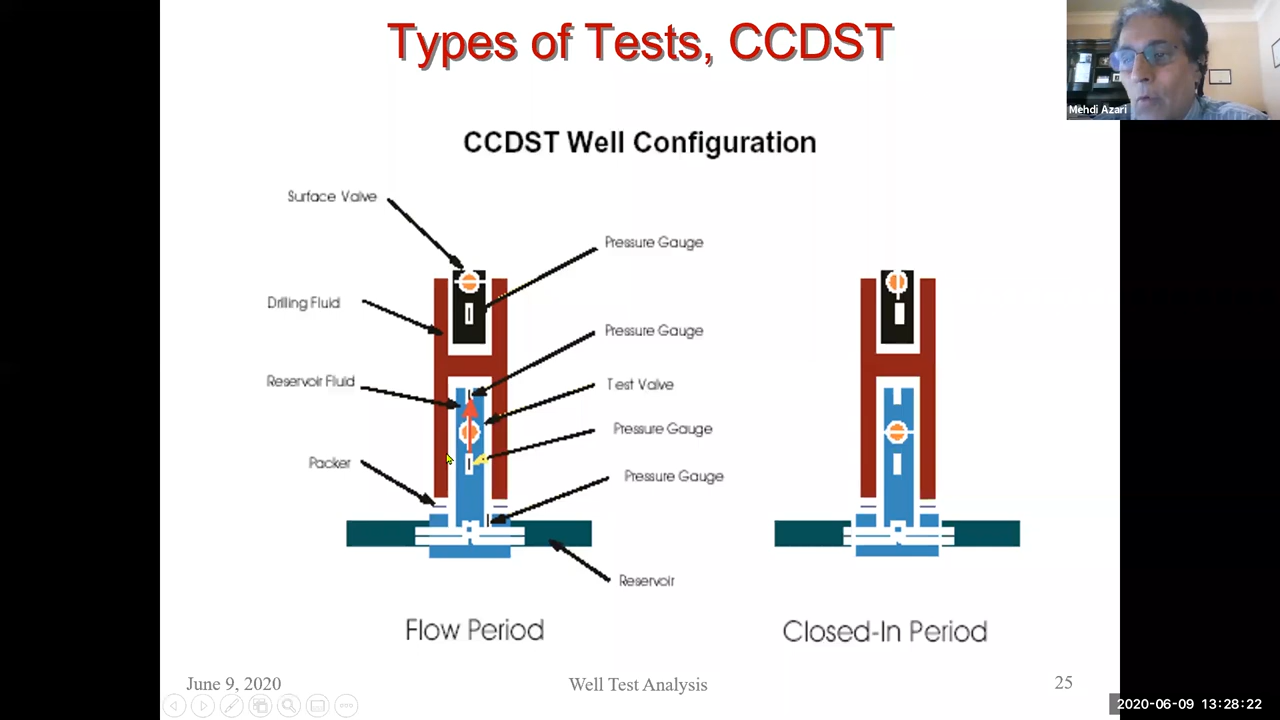 Types of Tests, CCDST
Mehdi Azari
CCDST Well Configuration
Surface Valve
Pressure Gauge
Drilling Fluid
Pressure Gauge
Reservoir Fluid
Test Valve
Pressure Gauge
Packer
Pressure Gauge
Reservoir
Flow Period
Closed-In Period
June 9, 2020
Well Test Analysis
25
2020-06-09 13:28:22